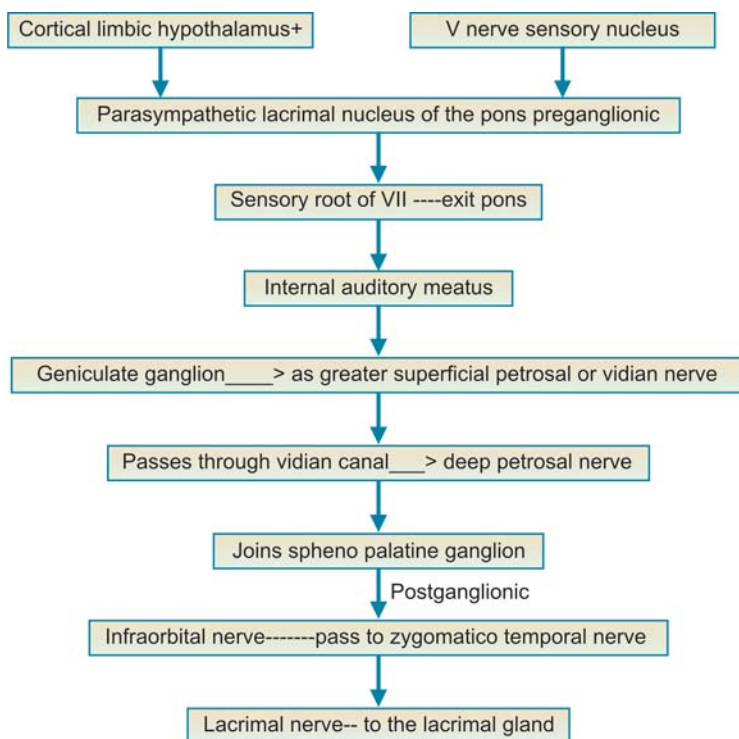 Cortical limbic hypothalamus+
V nerve sensory nucleus
Parasympathetic lacrimal nucleus of the pons preganglionic
Sensory root of VII ----exit pons
Internal auditory meatus
Geniculate ganglion____> as greater superficial petrosal or vidian nerve
Passes through vidian canal___> deep petrosal nerve
Joins spheno palatine ganglion
Postganglionic
Infraorbital nerve-------pass to zygomatico temporal nerve
Lacrimal nerve-- to the lacrimal gland